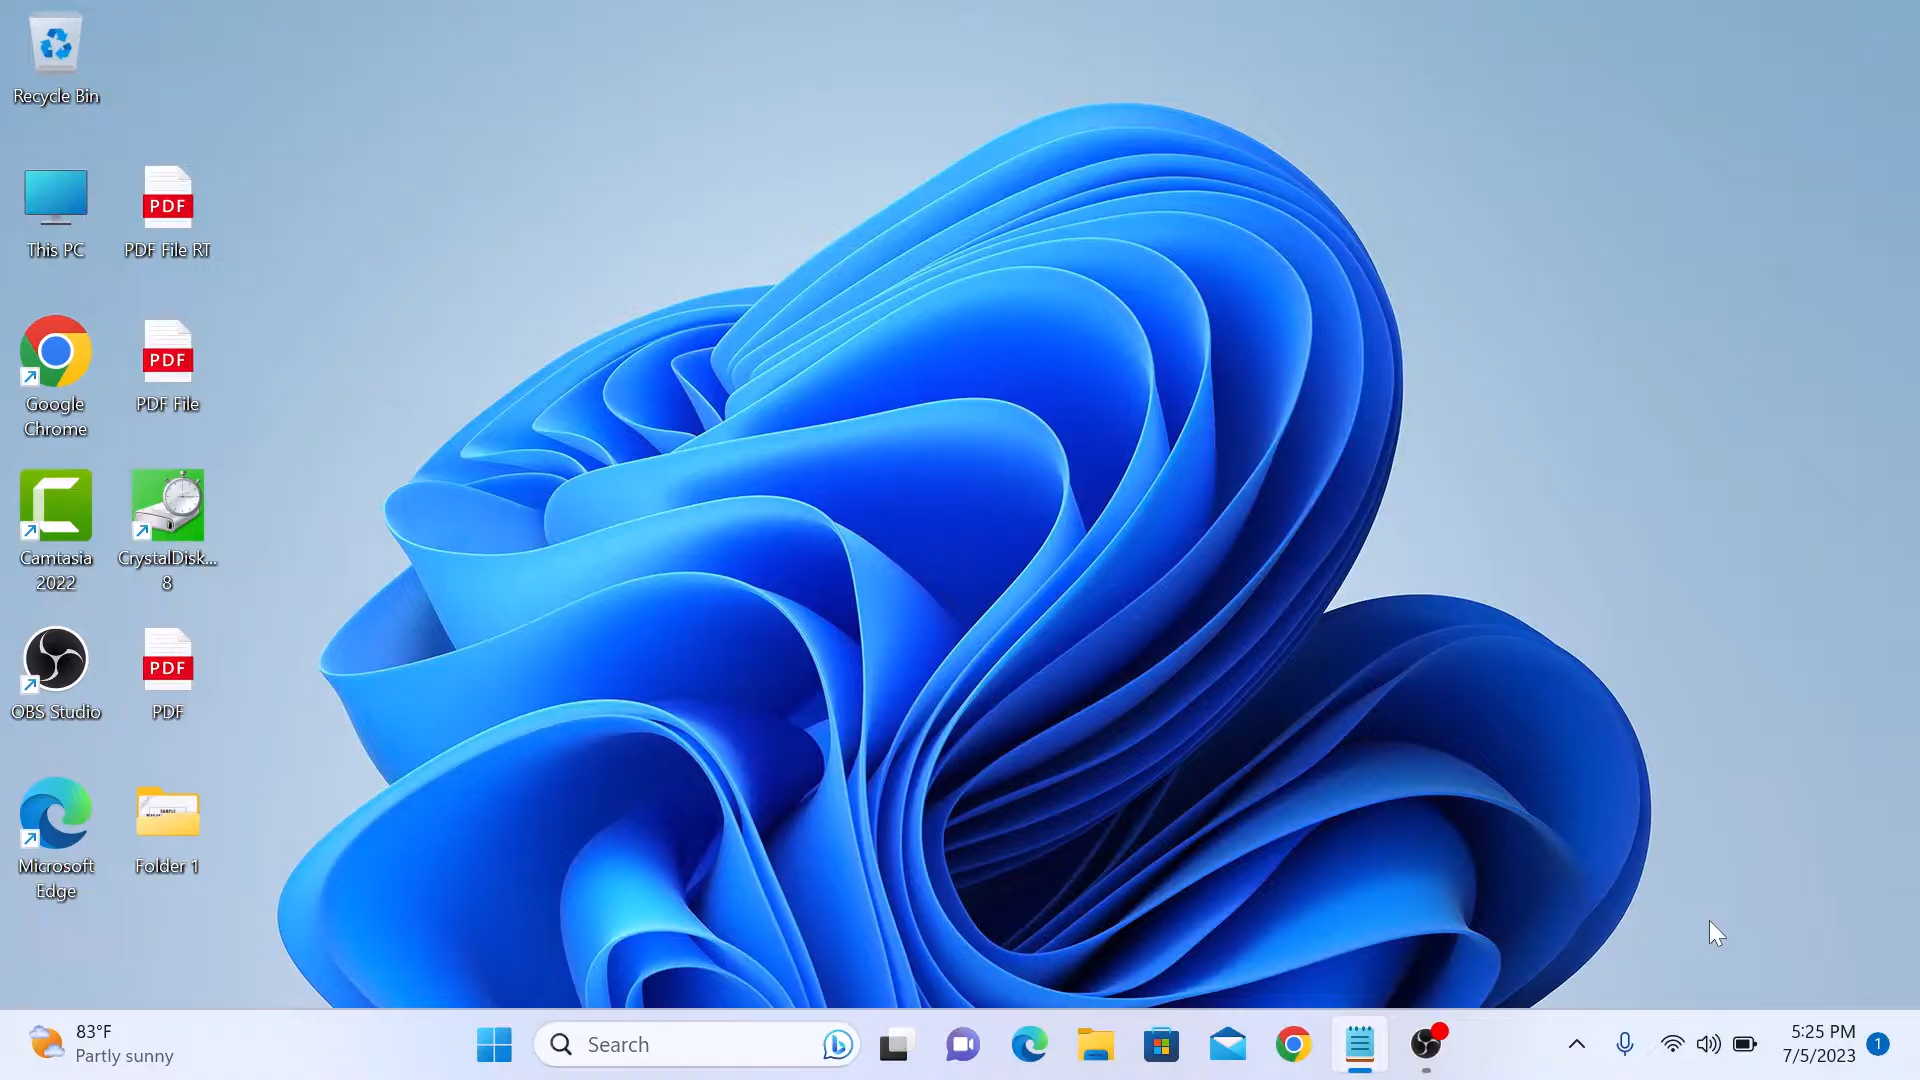 Recycle Bin
This PC
PDF
PDF File RT
Google
Chrome
PDF
PDF File
Camtasia
2022
CrystalDisk...
8
OBS Studio
PDF
PDF
Microsoft
Edge
Folder 1
83°F
Partly sunny
Search
5:25 PM
7/5/2023
1